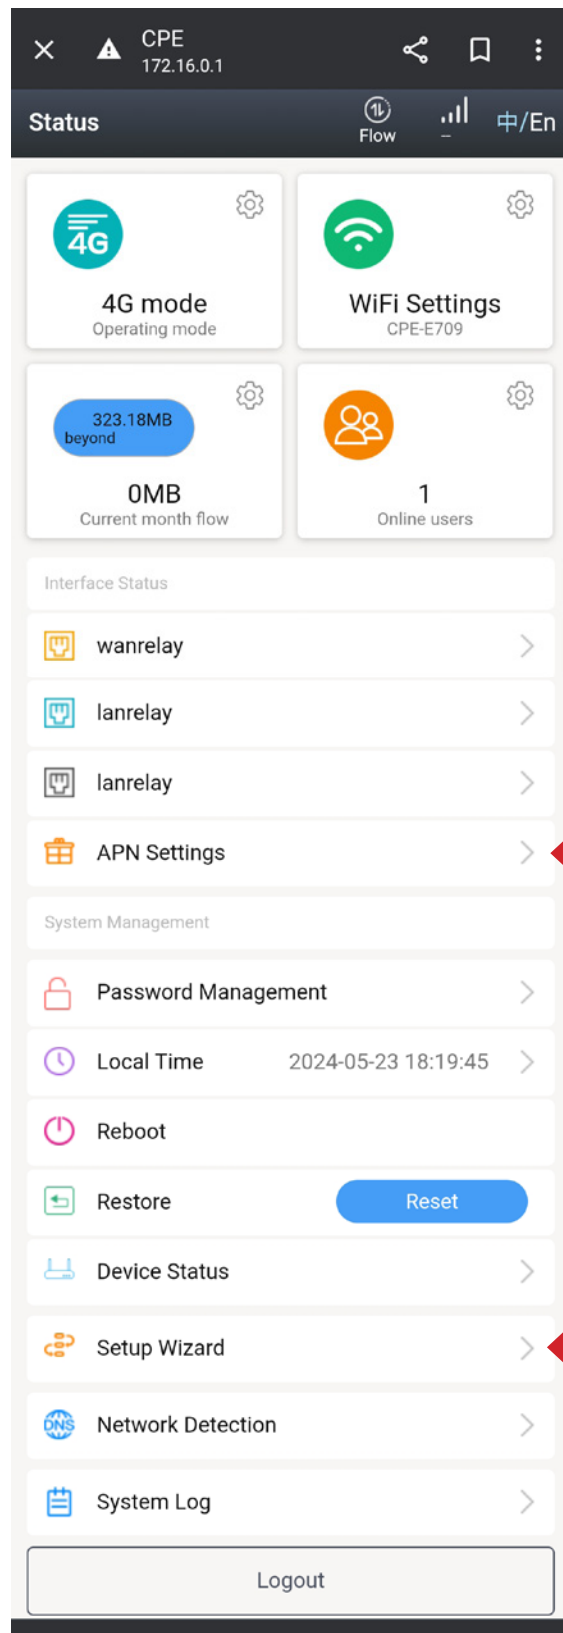 CPE
172.16.0.1
Status
Flow
中/En
4G
4G mode
Operating mode
WiFi Settings
CPE-E709
323.18MB
beyond
0MB
Current month flow
1
Online users
Interface Status
wanrelay
lanrelay
lanrelay
APN Settings
System Management
Password Management
Local Time 2024-05-23 18:19:45
Reboot
Restore Reset
Device Status
Setup Wizard
DNS Network Detection
System Log
Logout